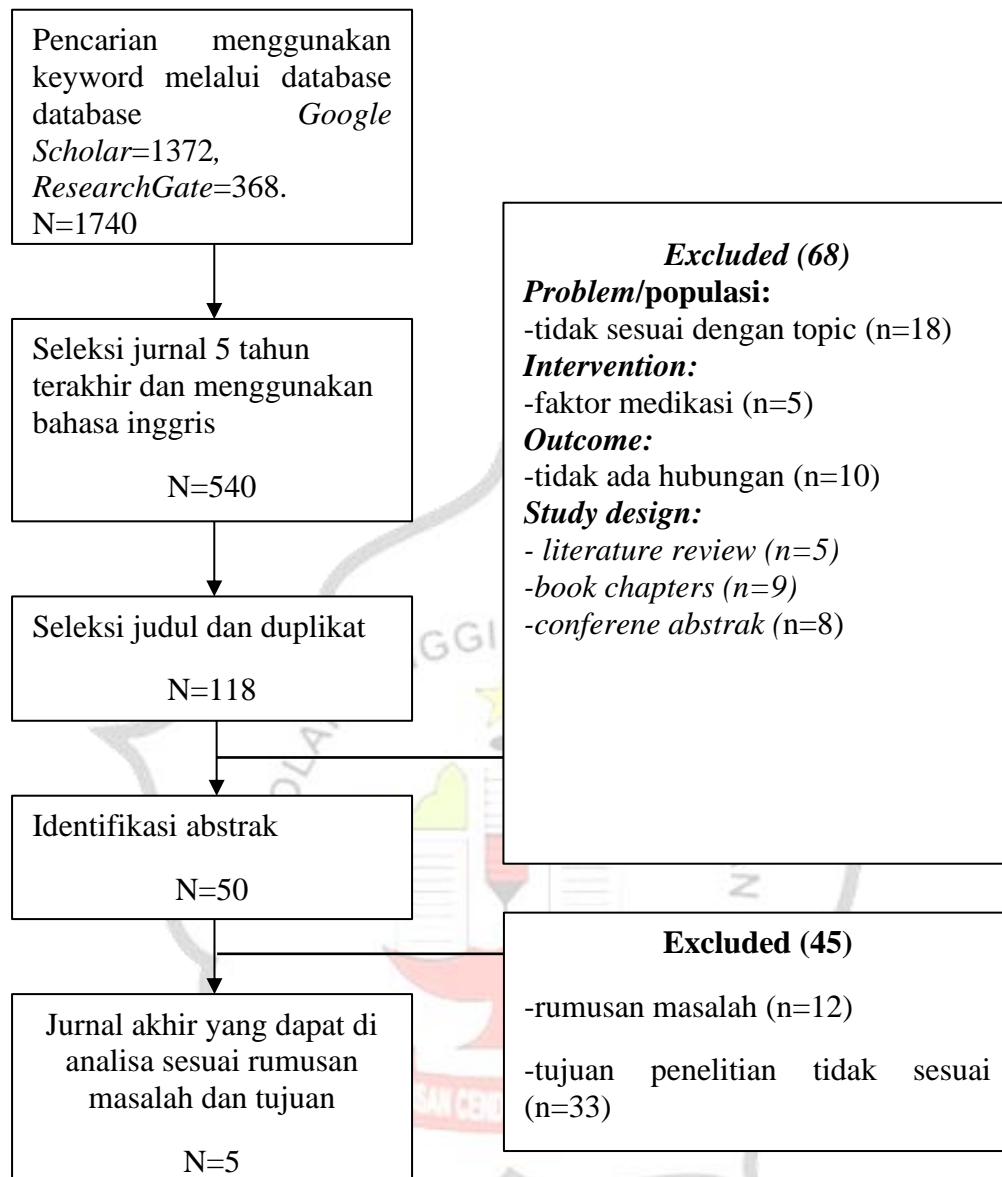 Pencarian menggunakan
keyword melalui database
database Google
Scholar=1372,
ResearchGate=368.
N=1740
Seleksi jurnal 5 tahun
terakhir dan menggunakan
bahasa inggris
N=540
Seleksi judul dan duplikat
N=118
Excluded (68)
Problem/populasi:
-tidak sesuai dengan topic (n=18)
Intervention:
-faktor medikasi (n=5)
Outcome:
-tidak ada hubungan (n=10)
Study design:
- literature review (n=5)
-book chapters (n=9)
-conferene abstrak (n=8)
Identifikasi abstrak
N=50
Excluded (45)
-rumusan masalah (n=12)
-tujuan penelitian tidak sesuai
(n=33)
Jurnal akhir yang dapat di
analisa sesuai rumusan
masalah dan tujuan
N=5